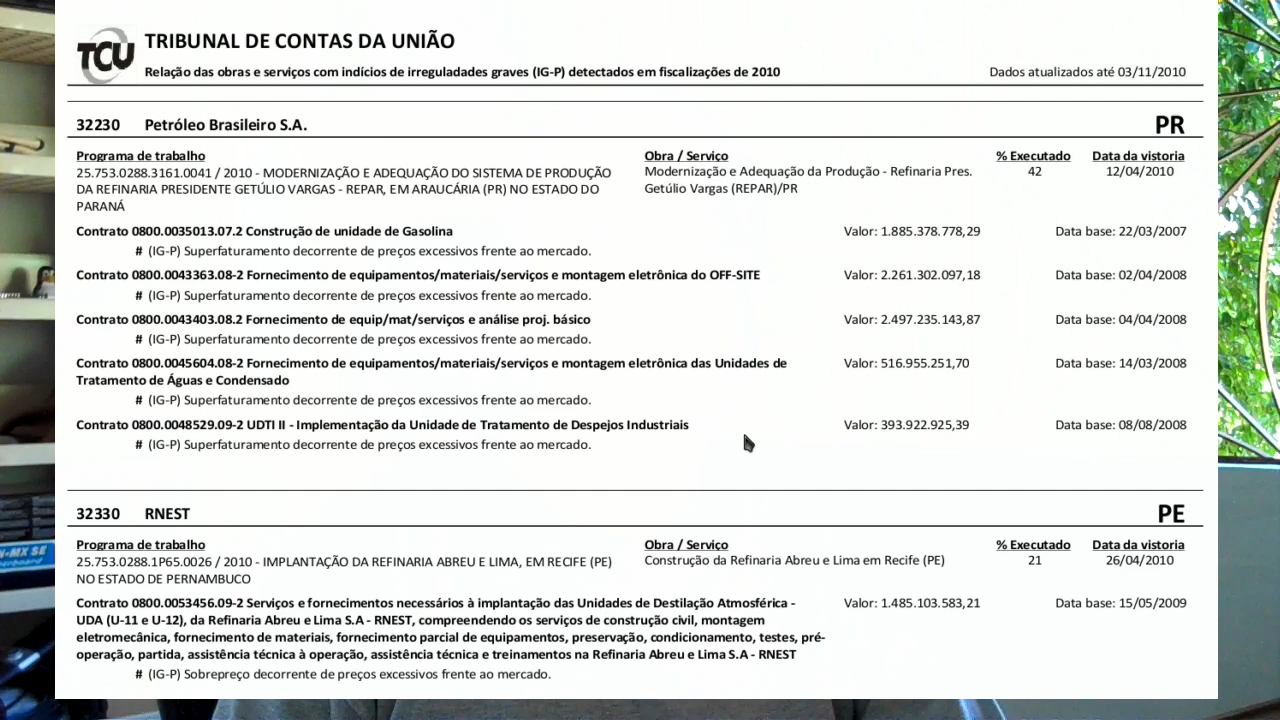 TCU
TRIBUNAL DE CONTAS DA UNIÃO
Relação das obras e serviços com indícios de irreguladades graves (IG-P) detectados em fiscalizações de 2010
Dados atualizados até 03/11/2010
32230 Petróleo Brasileiro S.A. PR
Programa de trabalho Obra / Serviço % Executado Data da vistoria
25.753.0288.3161.0041 / 2010 - MODERNIZAÇÃO E ADEQUAÇÃO DO SISTEMA DE PRODUÇÃO Modernização e Adequação da Produção - Refinaria Pres. 42 12/04/2010
DA REFINARIA PRESIDENTE GETÚLIO VARGAS - REPAR, EM ARAUCÁRIA (PR) NO ESTADO DO Getúlio Vargas (REPAR)/PR
PARANÁ
Contrato 0800.0035013.07.2 Construção de unidade de Gasolina Valor: 1.885.378.778,29 Data base: 22/03/2007
# (IG-P) Superfaturamento decorrente de preços excessivos frente ao mercado.
Contrato 0800.0043363.08-2 Fornecimento de equipamentos/materiais/serviços e montagem eletrônica do OFF-SITE Valor: 2.261.302.097,18 Data base: 02/04/2008
# (IG-P) Superfaturamento decorrente de preços excessivos frente ao mercado.
Contrato 0800.0043403.08.2 Fornecimento de equip/mat/serviços e análise proj. básico Valor: 2.497.235.143,87 Data base: 04/04/2008
# (IG-P) Superfaturamento decorrente de preços excessivos frente ao mercado.
Contrato 0800.0045604.08-2 Fornecimento de equipamentos/materiais/serviços e montagem eletrônica das Unidades de Valor: 516.955.251,70 Data base: 14/03/2008
Tratamento de Águas e Condensado
# (IG-P) Superfaturamento decorrente de preços excessivos frente ao mercado.
Contrato 0800.0048529.09-2 UDTI II - Implementação da Unidade de Tratamento de Despejos Industriais Valor: 393.922.925,39 Data base: 08/08/2008
# (IG-P) Superfaturamento decorrente de preços excessivos frente ao mercado.
32330 RNEST PE
Programa de trabalho Obra / Serviço % Executado Data da vistoria
25.753.0288.1P65.0026 / 2010 - IMPLANTAÇÃO DA REFINARIA ABREU E LIMA, EM RECIFE (PE) Construção da Refinaria Abreu e Lima em Recife (PE) 21 26/04/2010
NO ESTADO DE PERNAMBUCO
Contrato 0800.0053456.09-2 Serviços e fornecimentos necessários à implantação das Unidades de Destilação Atmosférica - Valor: 1.485.103.583,21 Data base: 15/05/2009
UDA (U-11 e U-12), da Refinaria Abreu e Lima S.A - RNEST, compreendendo os serviços de construção civil, montagem
eletromecânica, fornecimento de materiais, fornecimento parcial de equipamentos, preservação, condicionamento, testes, pré-
operação, partida, assistência técnica à operação, assistência técnica e treinamentos na Refinaria Abreu e Lima S.A - RNEST
# (IG-P) Sobrepreço decorrente de preços excessivos frente ao mercado.
-MX SE